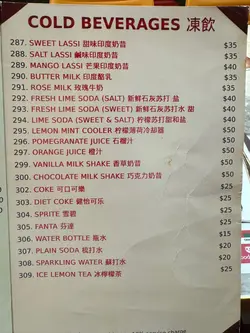 COLD BEVERAGES 凍飲
287. SWEET LASSI 甜味印度奶昔 $35
288. SALT LASSI 鹹味印度奶昔 $35
289. MANGO LASSI 芒果印度奶昔 $40
290. BUTTER MILK 印度酪乳 $35
291. ROSE MILK 玫瑰牛奶 $35
292. FRESH LIME SODA (SALT) 新鮮石灰苏打 盐 $40
293. FRESH LIME SODA (SWEET) 新鮮石灰苏打水 甜 $40
294. LIME SODA (SWEET & SALT) 柠檬苏打甜和盐 $40
295. LEMON MINT COOLER 柠檬薄荷冷却器 $50
296. POMEGRANATE JUICE 石榴汁 $50
297. ORANGE JUICE 橙汁 $50
299. VANILLA MILK SHAKE 香草奶昔 $50
300. CHOCOLATE MILK SHAKE 巧克力奶昔 $50
302. COKE 可口可樂 $25
303. DIET COKE 健怡可乐 $25
304. SPRITE 雪碧 $25
305. FANTA 芬達 $25
306. WATER BOTTLE 瓶水 $15
307. PLAIN SODA 梳打水 $20
308. SPARKLING WATER 蘇打水 $20
309. ICE LEMON TEA 冰檸檬茶 $25